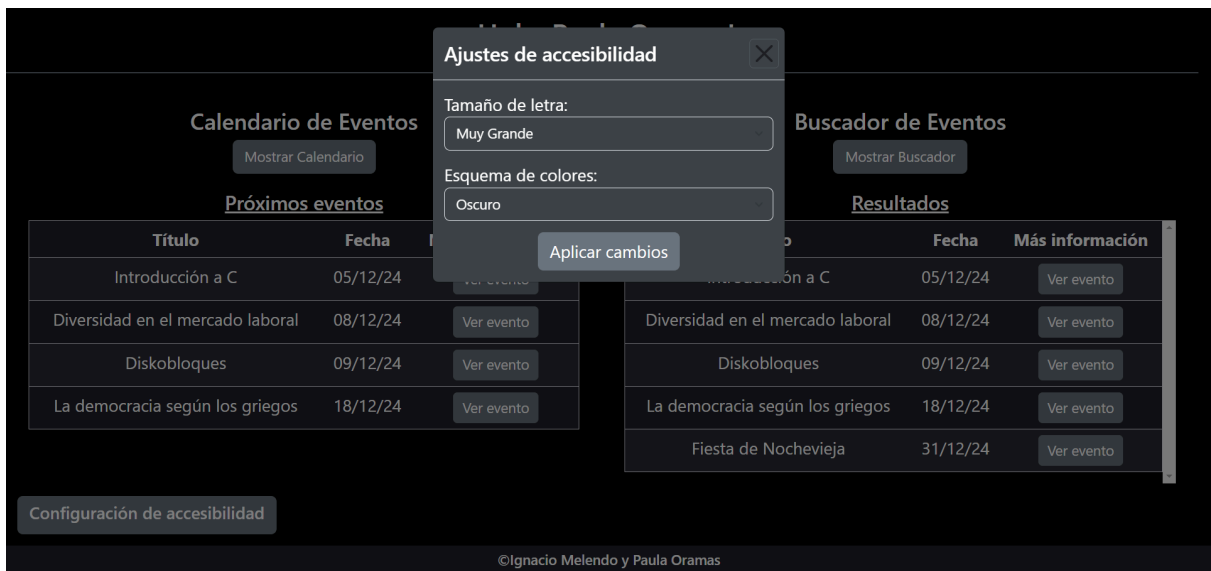 Ajustes de accesibilidad
Tamaño de letra:
Muy Grande
Esquema de colores:
Oscuro
Aplicar cambios
Calendario de Eventos
Mostrar Calendario
Próximos eventos
Título Fecha
Introducción a C 05/12/24 Ver evento
Diversidad en el mercado laboral 08/12/24 Ver evento
Diskobloques 09/12/24 Ver evento
La democracia según los griegos 18/12/24 Ver evento
Buscador de Eventos
Mostrar Buscador
Resultados
Fecha Más información
Introducción a C 05/12/24 Ver evento
Diversidad en el mercado laboral 08/12/24 Ver evento
Diskobloques 09/12/24 Ver evento
La democracia según los griegos 18/12/24 Ver evento
Fiesta de Nochevieja 31/12/24 Ver evento
Configuración de accesibilidad
©Ignacio Melendo y Paula Oramas